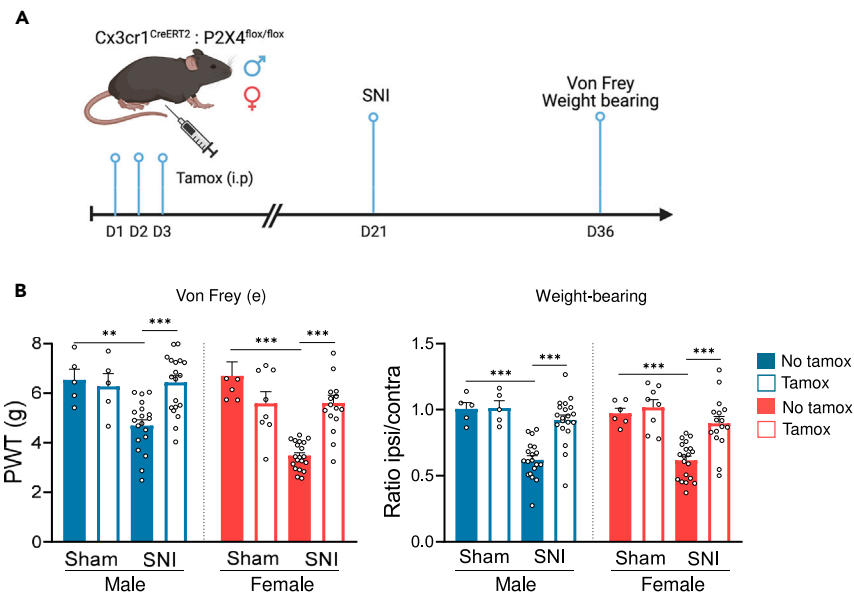 A
Cx3cr1CreERT2 : P2X4flox/flox
♂
♀
Von Frey
Weight bearing
SNI
Tamox (i.p)
D1 D2 D3 D21 D36
B
Von Frey (e)
Weight-bearing
PWT (g)
8
6
4
2
0
** *** *** ***
Sham SNI Sham SNI
Male Female
Ratio ipsi/contra
1.5
1.0
0.5
0.0
*** *** *** ***
Sham SNI Sham SNI
Male Female
No tamox
Tamox
No tamox
Tamox